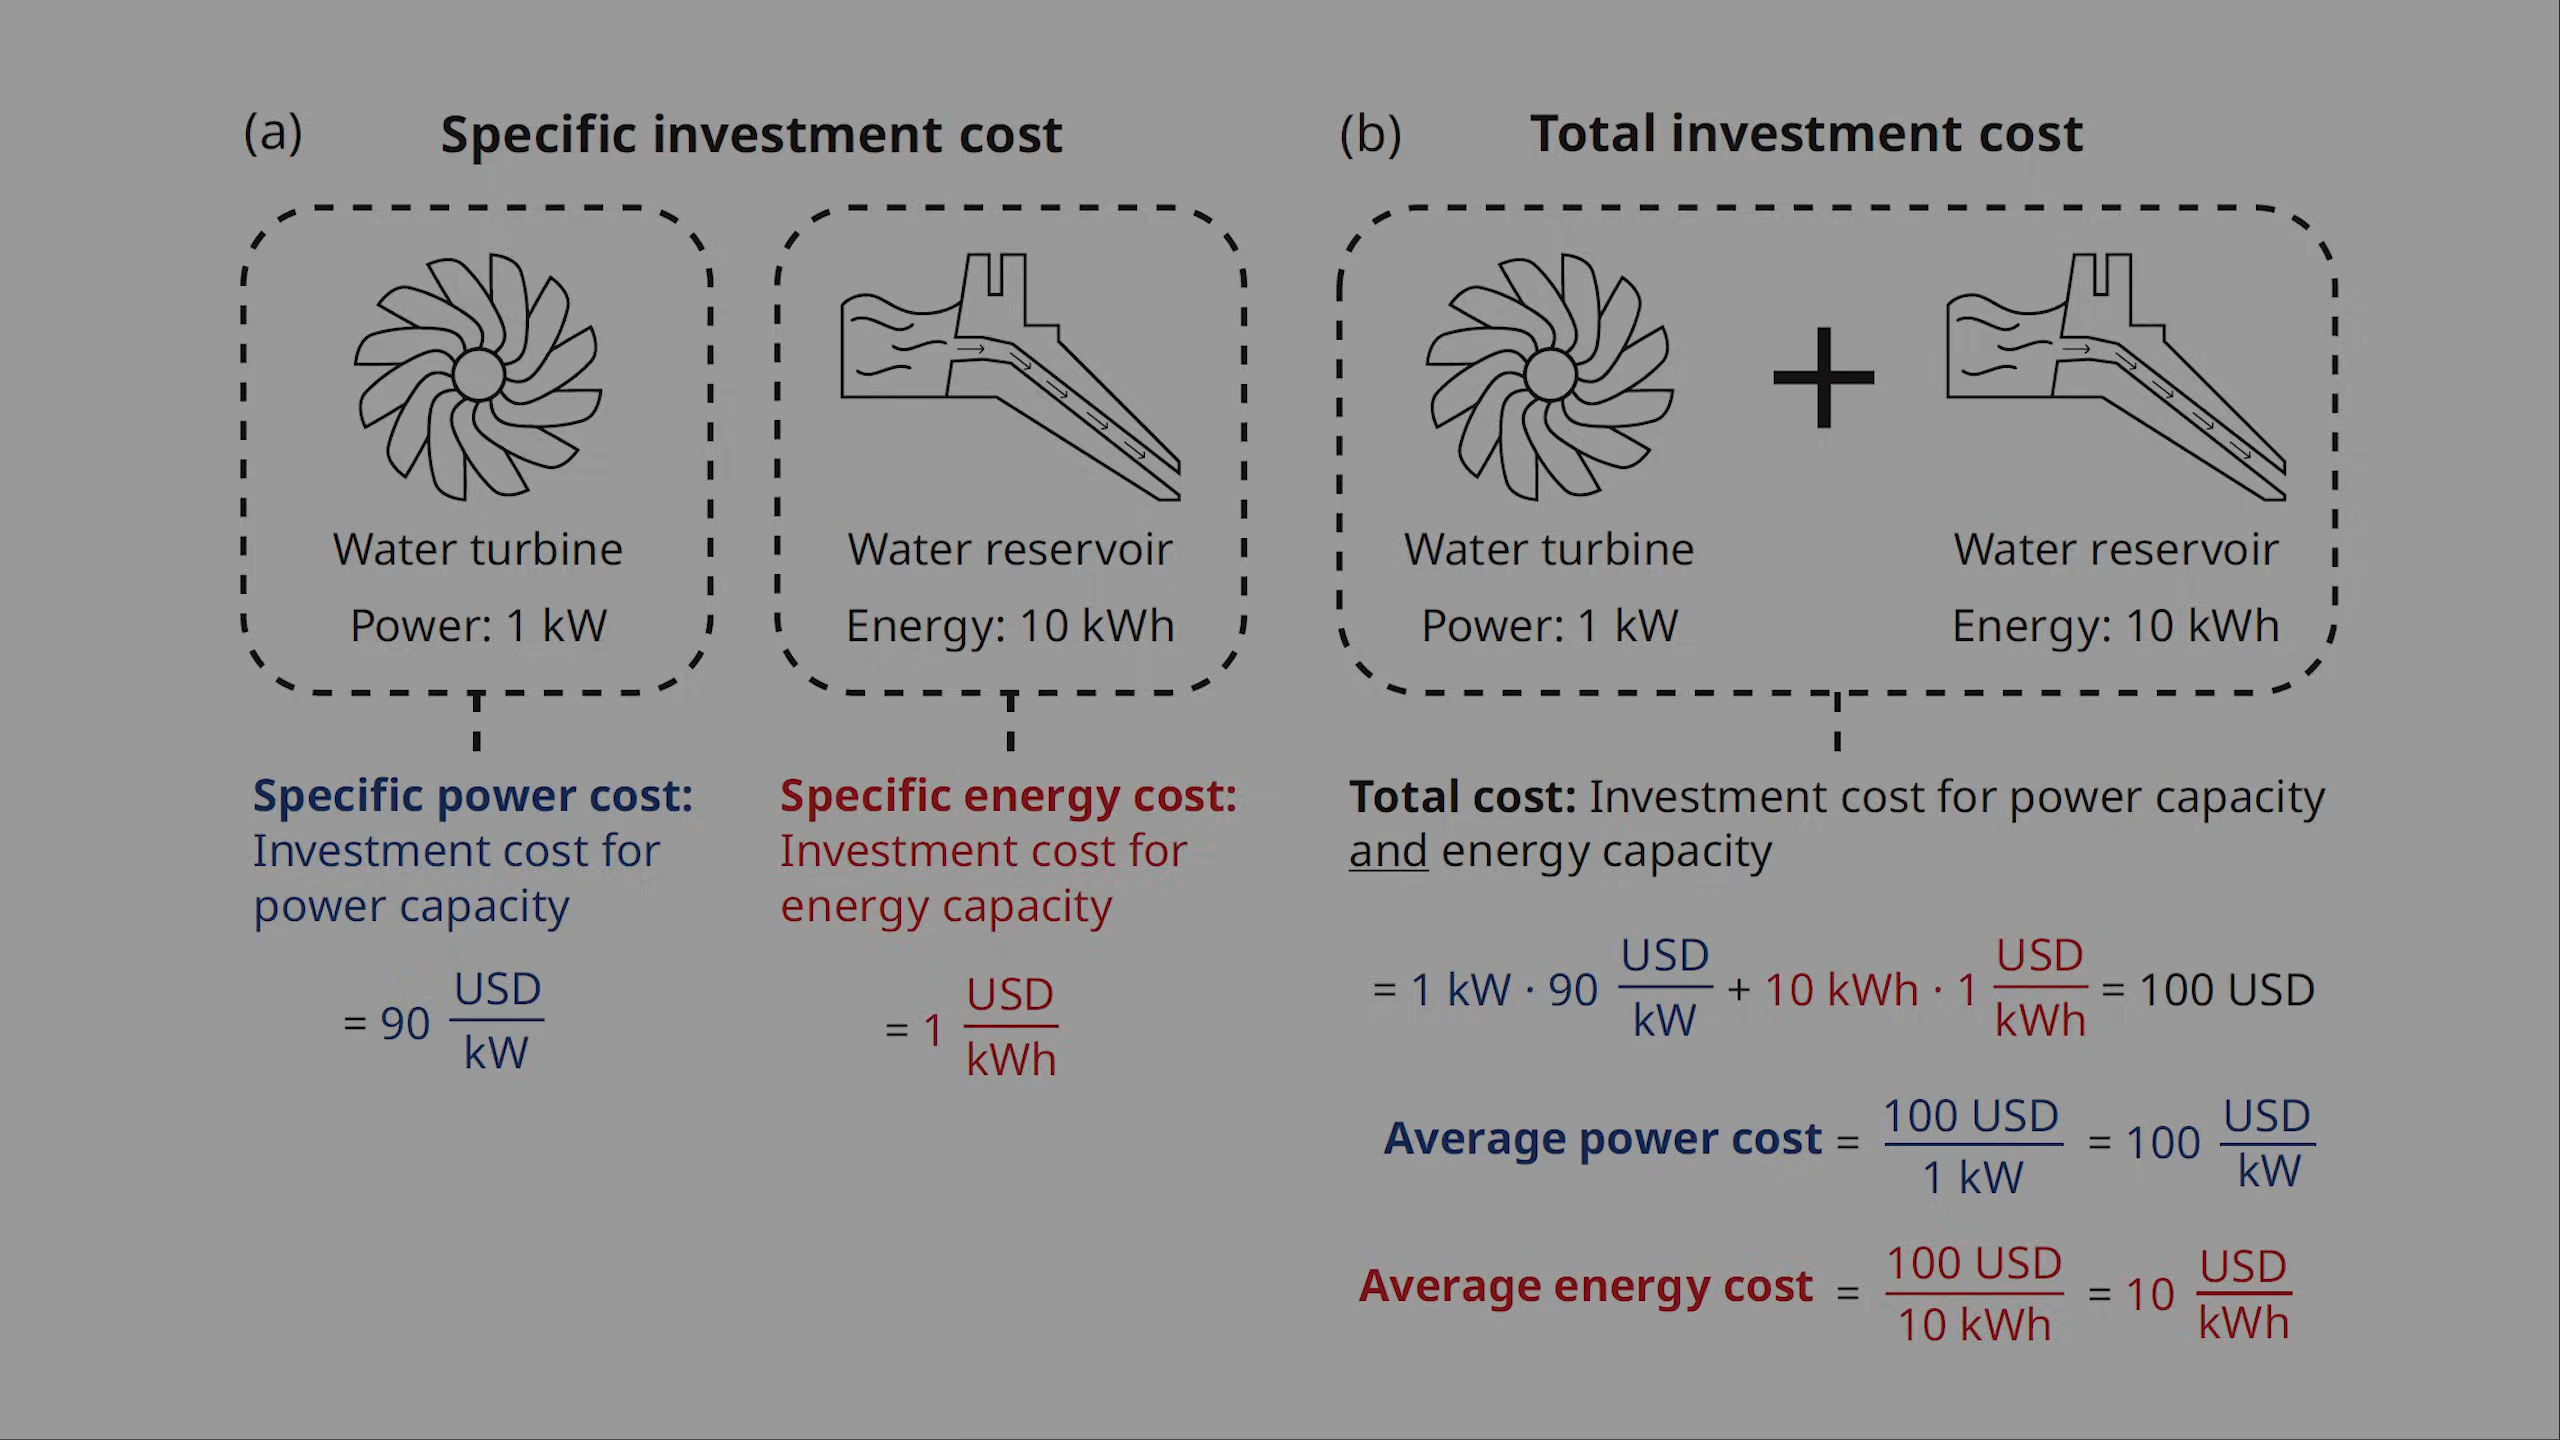 (a) Specific investment cost
Water turbine
Power: 1 kW
Water reservoir
Energy: 10 kWh
Specific power cost:
Investment cost for
power capacity
= 90 USD/kW
Specific energy cost:
Investment cost for
energy capacity
= 1 USD/kWh
(b) Total investment cost
Water turbine
Power: 1 kW
+
Water reservoir
Energy: 10 kWh
Total cost: Investment cost for power capacity
and energy capacity
= 1 kW · 90 USD/kW + 10 kWh · 1 USD/kWh = 100 USD
Average power cost = 100 USD/1 kW = 100 USD/kW
Average energy cost = 100 USD/10 kWh = 10 USD/kWh